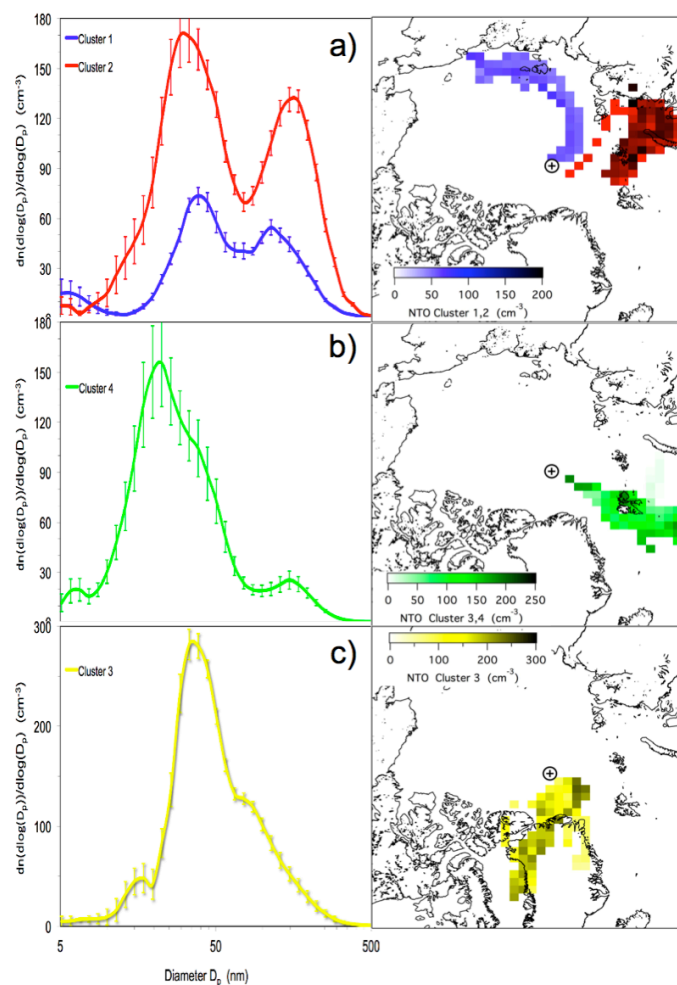 180
150
120
90
60
30
0
dn(dlog(Dp))/dlog(Dp) (cm-3)
Cluster 1
Cluster 2
a)
0 50 100 150 200
NTO Cluster 1,2 (cm-3)
180
150
120
90
60
30
dn(dlog(Dp))/dlog(Dp) (cm-3)
Cluster 4
b)
0 50 100 150 200 250
NTO Cluster 3,4 (cm-3)
300
200
100
0
dn(dlog(Dp))/dlog(Dp) (cm-3)
Cluster 3
c)
0 100 200 300
NTO Cluster 3 (cm-3)
5 50 500
Diameter Dp (nm)